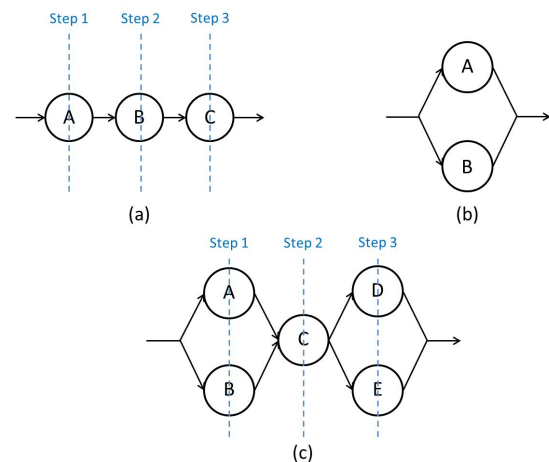 Step 1 Step 2 Step 3
A B C
(a)
A
B
(b)
Step 1 Step 2 Step 3
A D
C
B E
(c)